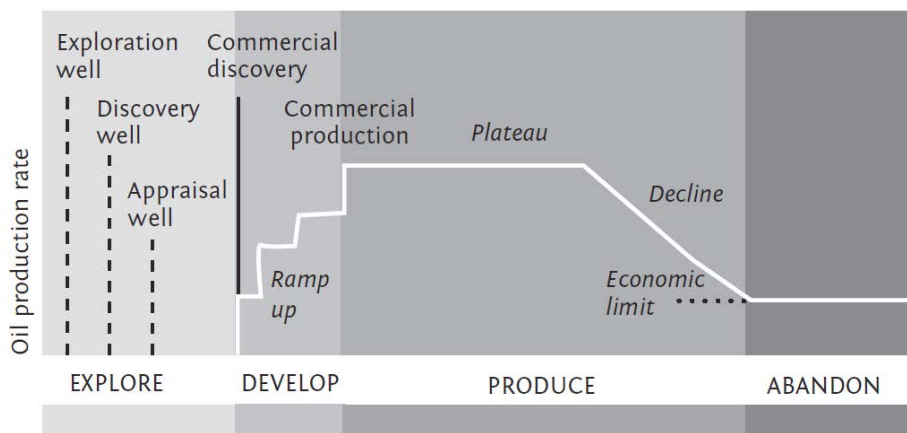 Exploration
well
Commercial
discovery
Discovery
well
Commercial
production
Plateau
Appraisal
well
Decline
Ramp
up
Economic
limit
Oil production rate
EXPLORE
DEVELOP
PRODUCE
ABANDON